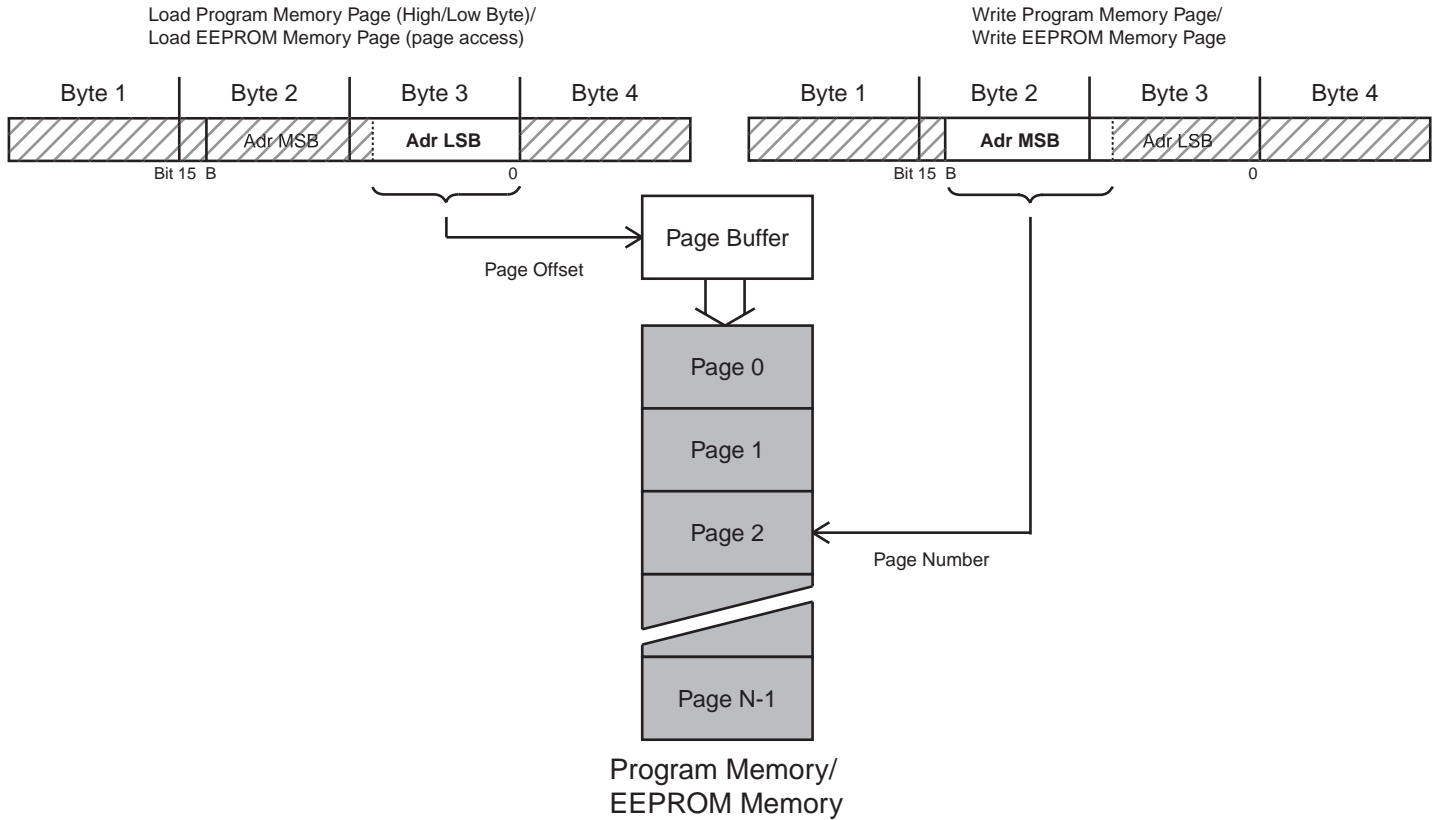 Load Program Memory Page (High/Low Byte)/
Load EEPROM Memory Page (page access)
Byte 1 Byte 2 Byte 3 Byte 4
Adr MSB Adr LSB
Bit 15 B 0
Write Program Memory Page/
Write EEPROM Memory Page
Byte 1 Byte 2 Byte 3 Byte 4
Adr MSB Adr LSB
Bit 15 B 0
Page Buffer
Page Offset
Page 0
Page 1
Page 2
Page Number
Page N-1
Program Memory/
EEPROM Memory